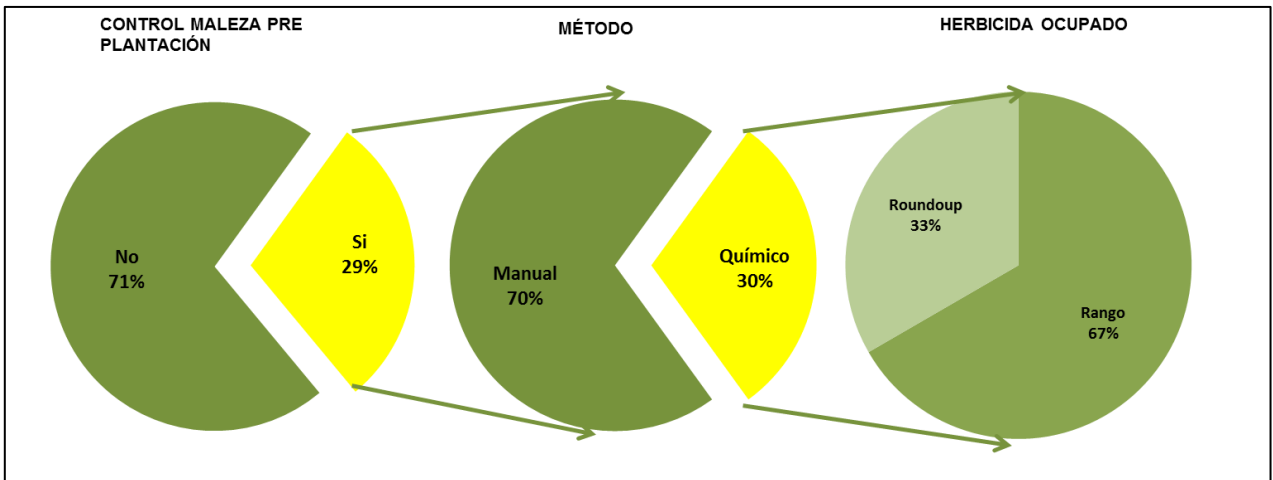 CONTROL MALEZA PRE
PLANTACIÓN
MÉTODO
HERBICIDA OCUPADO
No
71%
Si
29%
Manual
70%
Químico
30%
Roundoup
33%
Rango
67%